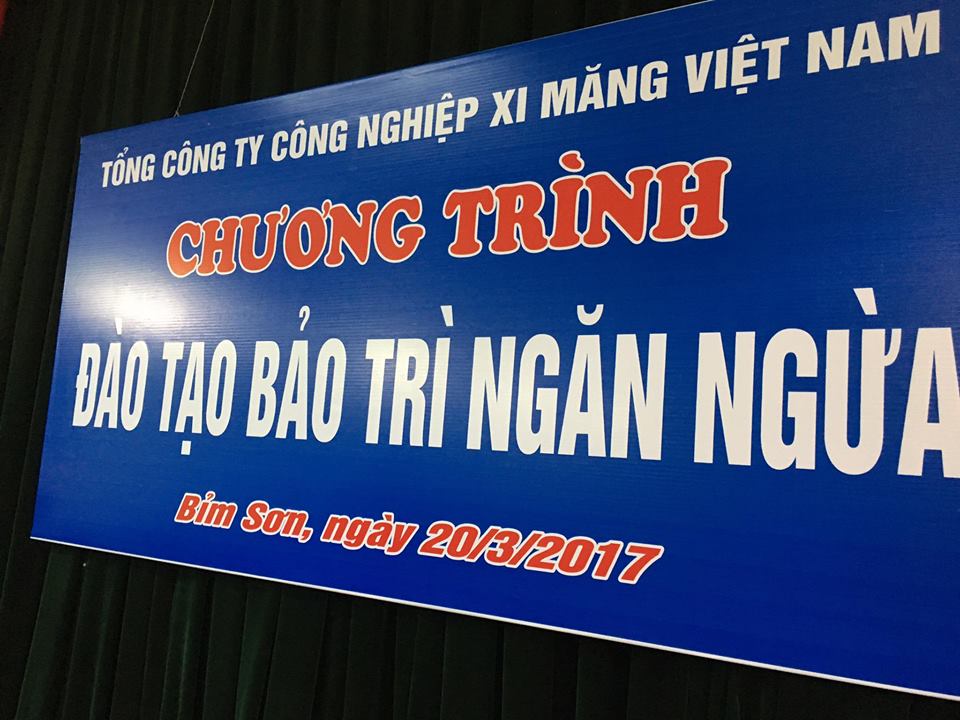 TỔNG CÔNG TY CÔNG NGHIỆP XI MĂNG VIỆT NAM
CHƯƠNG TRÌNH
ĐÀO TẠO BẢO TRÌ NGĂN NGỪA
Bỉm Sơn, ngày 20/3/2017